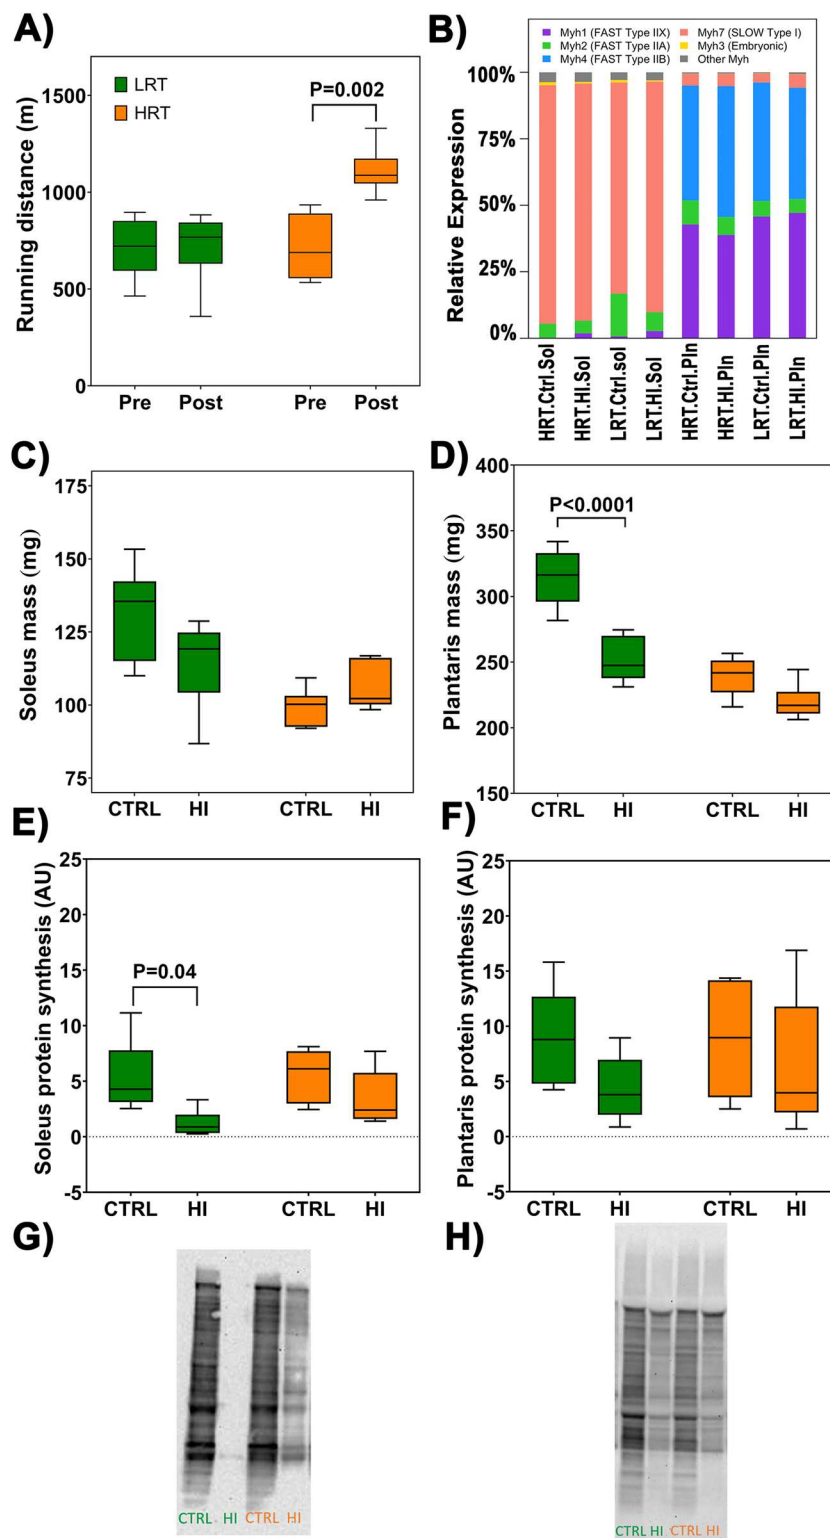 A)
Running distance (m)
1500
1000
500
0
LRT
HRT
P=0.002
Pre
Post
Pre
Post
B)
Myh1 (FAST Type IIX)
Myh2 (FAST Type IIA)
Myh4 (FAST Type IIB)
Myh7 (SLOW Type I)
Myh3 (Embryonic)
Other Myh
Relative Expression
100%
75%
50%
25%
0%
HRT.Ctrl.Sol
HRT.HI.Sol
LRT.Ctrl.sol
LRT.HI.Sol
HRT.Ctrl.Pln
HRT.HI.Pln
LRT.Ctrl.Pln
LRT.HI.Pln
C)
Soleus mass (mg)
175
150
125
100
75
CTRL
HI
CTRL
HI
D)
Plantaris mass (mg)
400
350
300
250
200
150
P<0.0001
CTRL
HI
CTRL
HI
E)
Soleus protein synthesis (AU)
25
20
15
10
5
0
-5
P=0.04
CTRL
HI
CTRL
HI
F)
Plantaris protein synthesis (AU)
25
20
15
10
5
0
-5
CTRL
HI
CTRL
HI
G)
CTRL HI CTRL HI
H)
CTRL HI CTRL HI